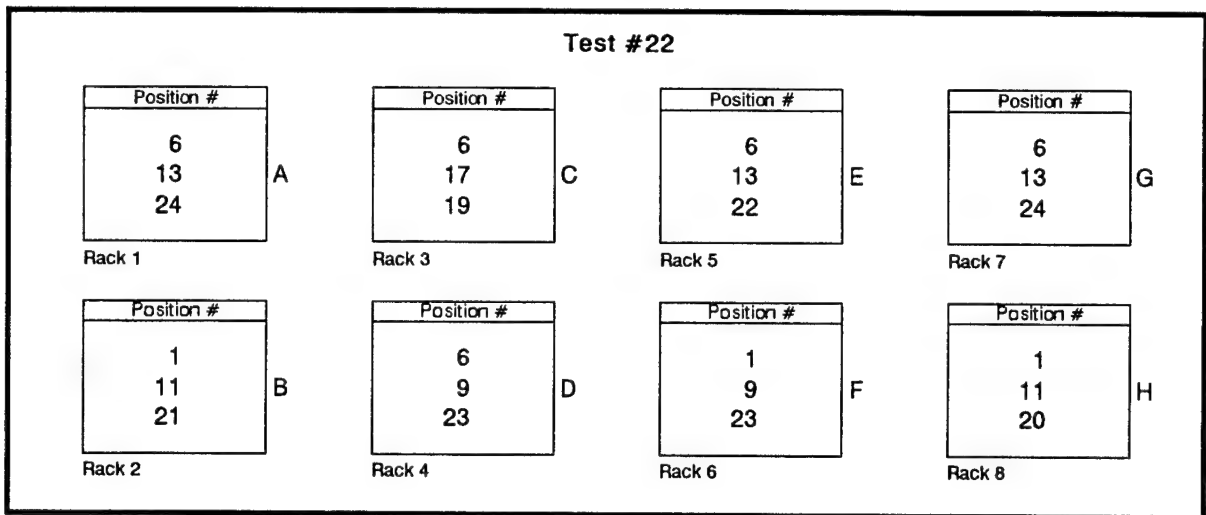 Test #22
Position # Position # Position # Position #
6 6 6 6
13 A 17 C 13 E 13 G
24 19 22 24
Rack 1 Rack 3 Rack 5 Rack 7
Position # Position # Position # Position #
1 6 1 1
11 B 9 D 9 F 11 H
21 23 23 20
Rack 2 Rack 4 Rack 6 Rack 8